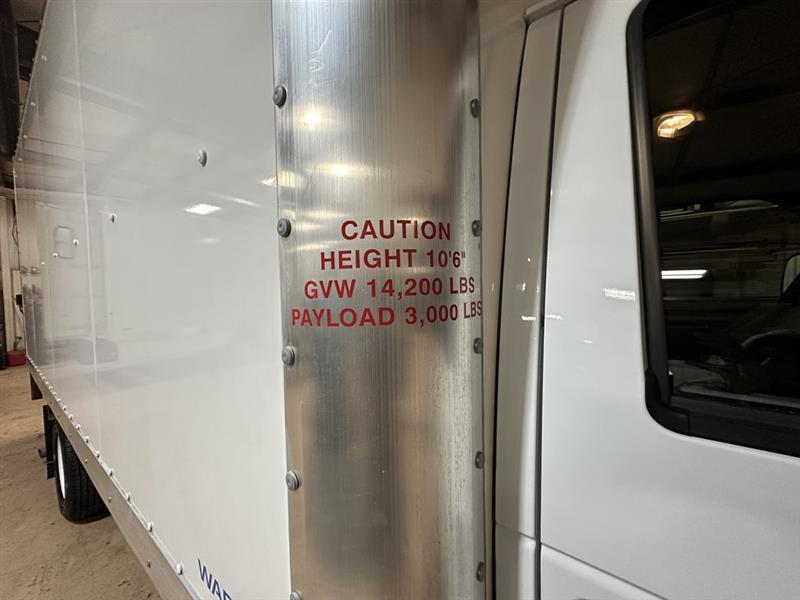 CAUTION
HEIGHT 10'6"
GVW 14,200 LBS
PAYLOAD 3,000 LBS